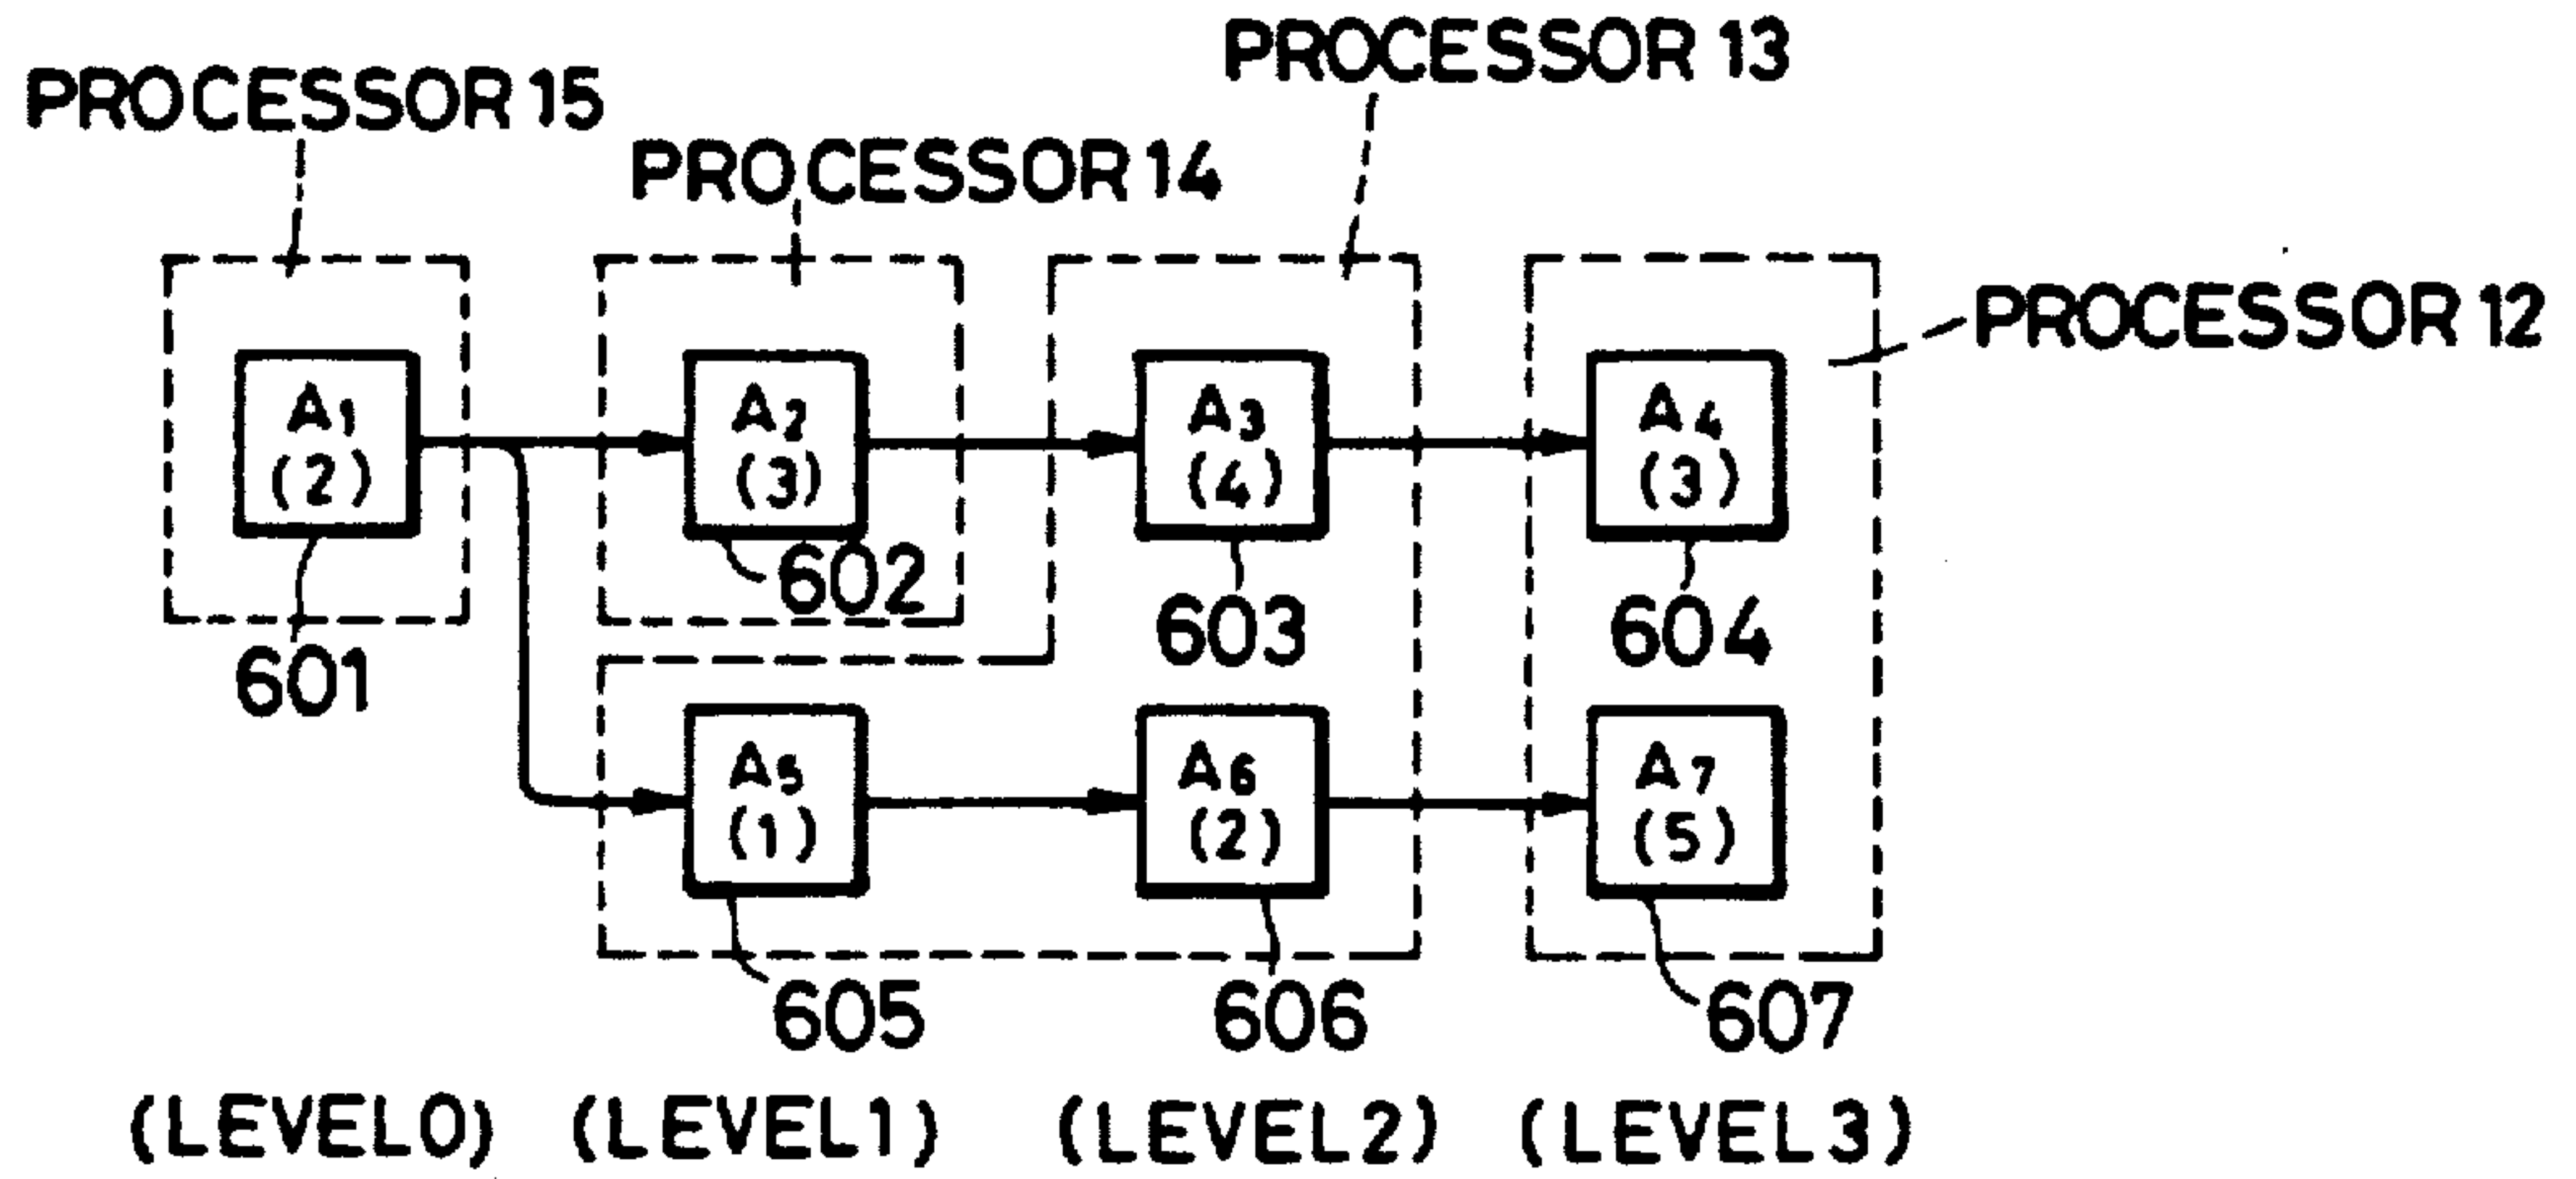 PROCESSOR 13
PROCESSOR 15
PROCESSOR 14
PROCESSOR 12
A1
(2)
A2
(3)
A3
(4)
A4
(3)
602
603
604
601
A5
(1)
A6
(2)
A7
(5)
605
606
607
(LEVEL0) (LEVEL1) (LEVEL2) (LEVEL3)